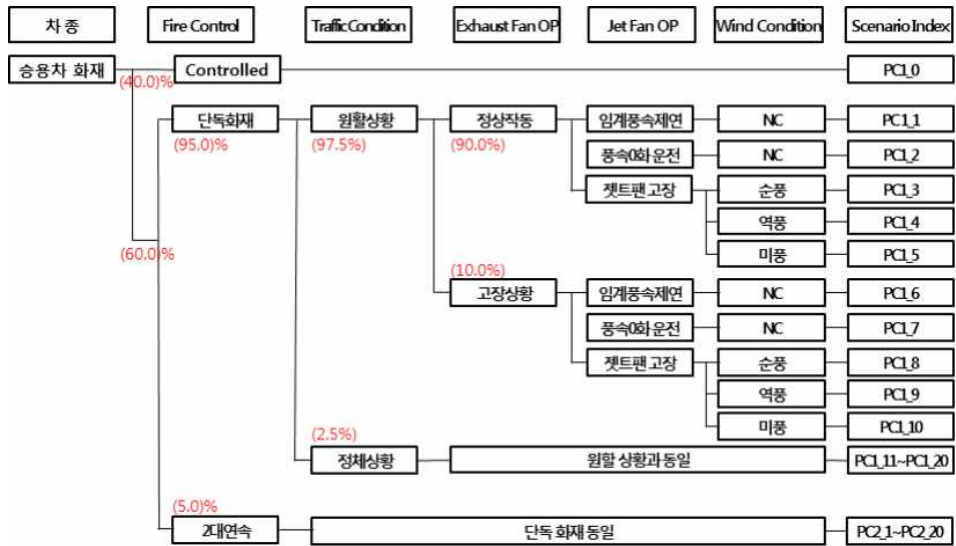 차종 Fire Control Traffic Condition Exhaust Fan OP Jet Fan OP Wind Condition Scenario Index
승용차 화재 Controlled PC1_0
(40.0)%
단독화재 원활상황 정상작동 임계풍속제연 NC PC1_1
(95.0)% (97.5%) (90.0%)
풍속0화 운전 NC PC1_2
젯트팬 고장 순풍 PC1_3
역풍 PC1_4
(60.0)% 미풍 PC1_5
(10.0%)
고장상황 임계풍속제연 NC PC1_6
풍속0화 운전 NC PC1_7
젯트팬 고장 순풍 PC1_8
역풍 PC1_9
미풍 PC1_10
(2.5%)
정체상황 원할 상황과 동일 PC1_11~PC1_20
(5.0)%
2대연속 단독 화재 동일 PC2_1~PC2_20